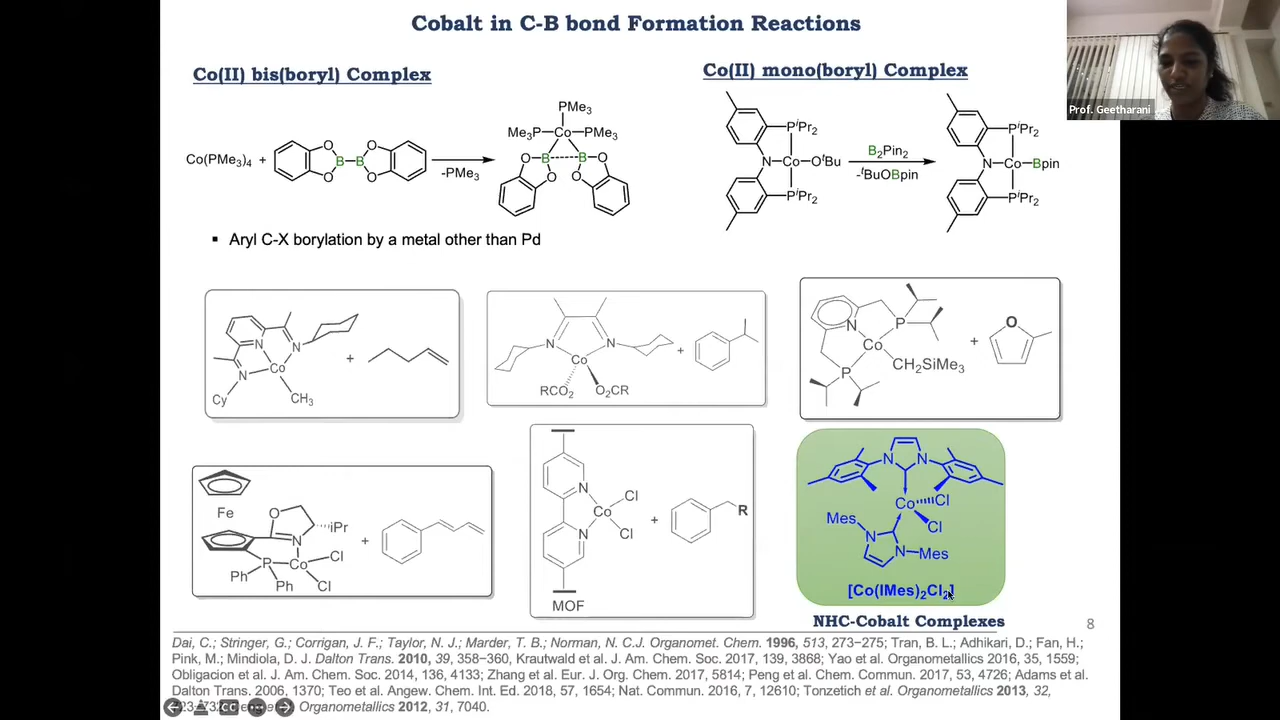 Cobalt in C-B bond Formation Reactions
Prof. Geetharani
Co(II) bis(boryl) Complex
Co(II) mono(boryl) Complex
Co(PMe3)4 +
O
O
B
B
O
O
-PMe3
PMe3
Me3P
Co
PMe3
O
B
B
O
O
O
PiPr2
N
Co
OtBu
PiPr2
B2Pin2
-tBuOBpin
PiPr2
N
Co
Bpin
PiPr2
▪ Aryl C-X borylation by a metal other than Pd
N
N
N
Co
Cy
CH3
+
N
N
Co
RCO2
O2CR
+
N
P
Co
P
CH2SiMe3
+
O
Fe
O
iPr
N
P
Co
Cl
Cl
Ph
Ph
+
N
N
Co
Cl
Cl
MOF
+
R
N
N
Co
Cl
Cl
Mes
N
N
Mes
[Co(IMes)2Cl2]
NHC-Cobalt Complexes
8
Dai, C.; Stringer, G.; Corrigan, J. F.; Taylor, N. J.; Marder, T. B.; Norman, N. C.J. Organomet. Chem. 1996, 513, 273−275; Tran, B. L.; Adhikari, D.; Fan, H.;
Pink, M.; Mindiola, D. J. Dalton Trans. 2010, 39, 358−360, Krautwald et al. J. Am. Chem. Soc. 2017, 139, 3868; Yao et al. Organometallics 2016, 35, 1559;
Obligacion et al. J. Am. Chem. Soc. 2014, 136, 4133; Zhang et al. Eur. J. Org. Chem. 2017, 5814; Peng et al. Chem. Commun. 2017, 53, 4726; Adams et al.
Dalton Trans. 2006, 1370; Teo et al. Angew. Chem. Int. Ed. 2018, 57, 1654; Nat. Commun. 2016, 7, 12610; Tonzetich et al. Organometallics 2013, 32,
Organometallics 2012, 31, 7040.